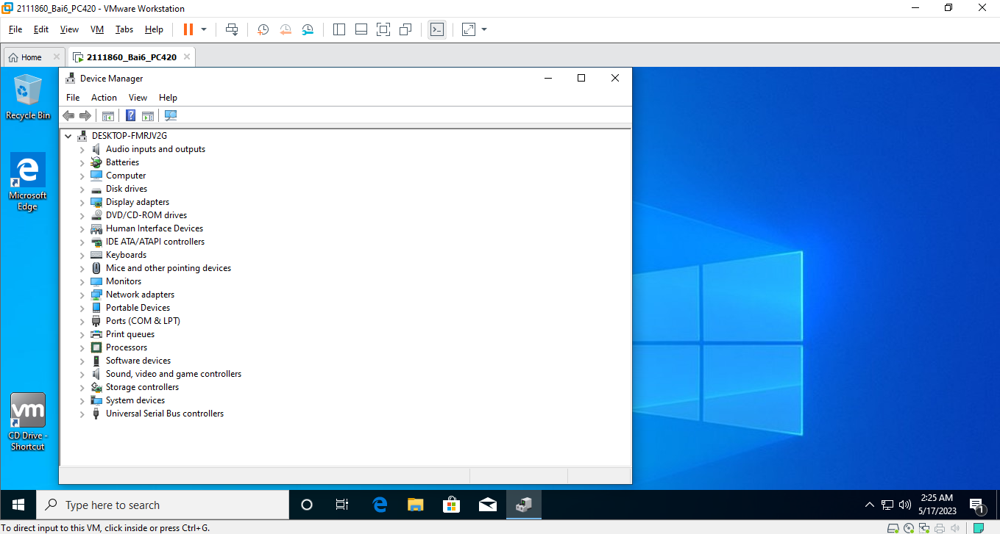 2111860_Bai6_PC420 - VMware Workstation
File Edit View VM Tabs Help
Home 2111860_Bai6_PC420
Recycle Bin
Microsoft
Edge
vm
CD Drive -
Shortcut
Device Manager
File Action View Help
DESKTOP-FMRJV2G
Audio inputs and outputs
Batteries
Computer
Disk drives
Display adapters
DVD/CD-ROM drives
Human Interface Devices
IDE ATA/ATAPI controllers
Keyboards
Mice and other pointing devices
Monitors
Network adapters
Portable Devices
Ports (COM & LPT)
Print queues
Processors
Software devices
Sound, video and game controllers
Storage controllers
System devices
Universal Serial Bus controllers
Type here to search
2:25 AM
5/17/2023
1
To direct input to this VM, click inside or press Ctrl+G.